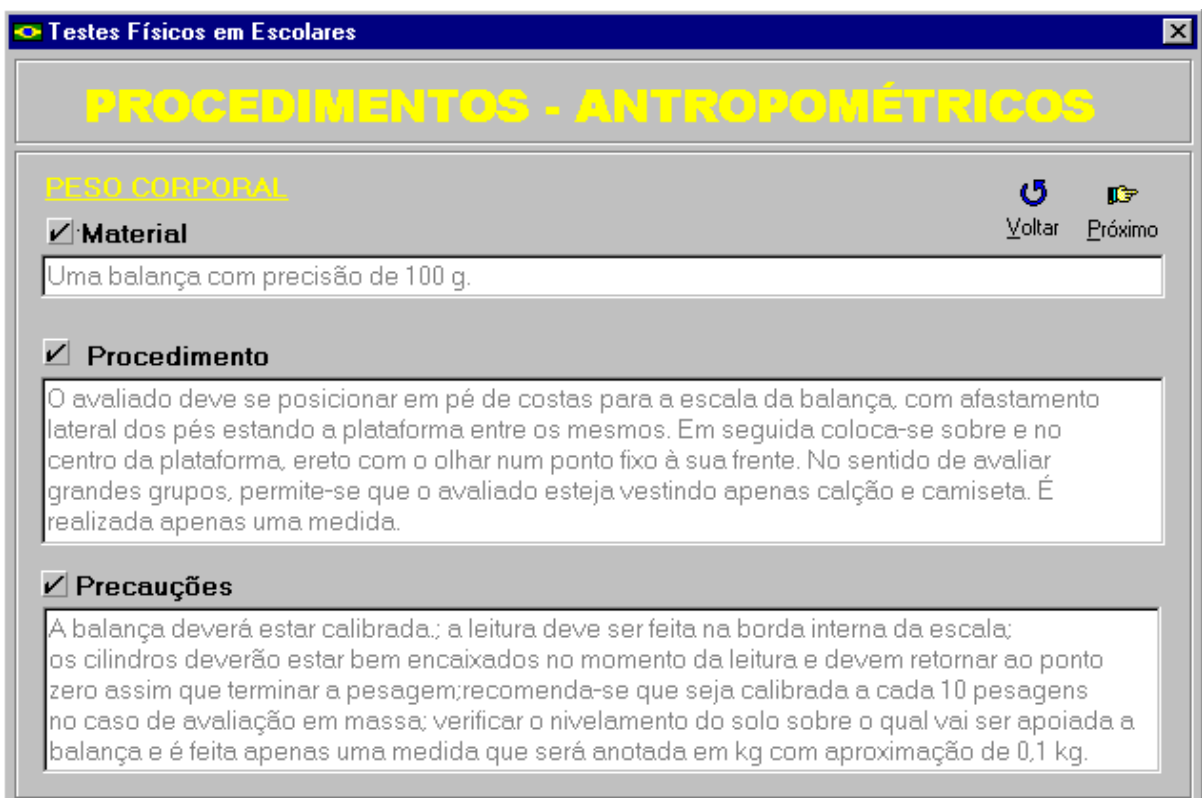 Testes Físicos em Escolares
PROCEDIMENTOS - ANTROPOMÉTRICOS
PESO CORPORAL
Voltar
Próximo
Material
Uma balança com precisão de 100 g.
Procedimento
O avaliado deve se posicionar em pé de costas para a escala da balança, com afastamento
lateral dos pés estando a plataforma entre os mesmos. Em seguida coloca-se sobre e no
centro da plataforma, ereto com o olhar num ponto fixo à sua frente. No sentido de avaliar
grandes grupos, permite-se que o avaliado esteja vestindo apenas calção e camiseta. É
realizada apenas uma medida.
Precauções
A balança deverá estar calibrada.; a leitura deve ser feita na borda interna da escala;
os cilindros deverão estar bem encaixados no momento da leitura e devem retornar ao ponto
zero assim que terminar a pesagem;recomenda-se que seja calibrada a cada 10 pesagens
no caso de avaliação em massa; verificar o nivelamento do solo sobre o qual vai ser apoiada a
balança e é feita apenas uma medida que será anotada em kg com aproximação de 0,1 kg.